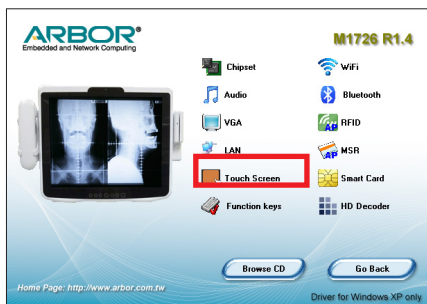 ARBOR®
Embedded and Network Computing
M1726 R1.4
Chipset
WiFi
Audio
Bluetooth
VGA
AP RFID
LAN
AP MSR
Touch Screen
Smart Card
Function keys
HD Decoder
Browse CD
Go Back
Home Page: http://www.arbor.com.tw
Driver for Windows XP only